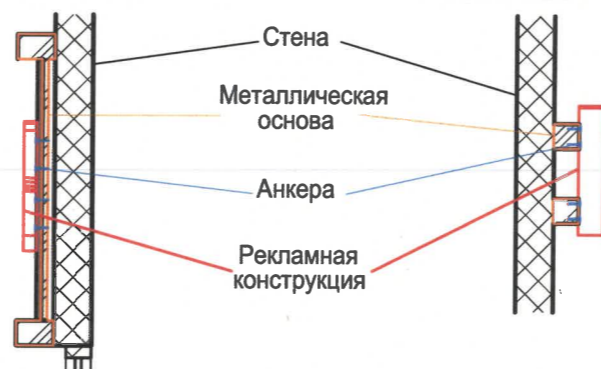 Стена
Металлическая
основа
Анкера
Рекламная
конструкция